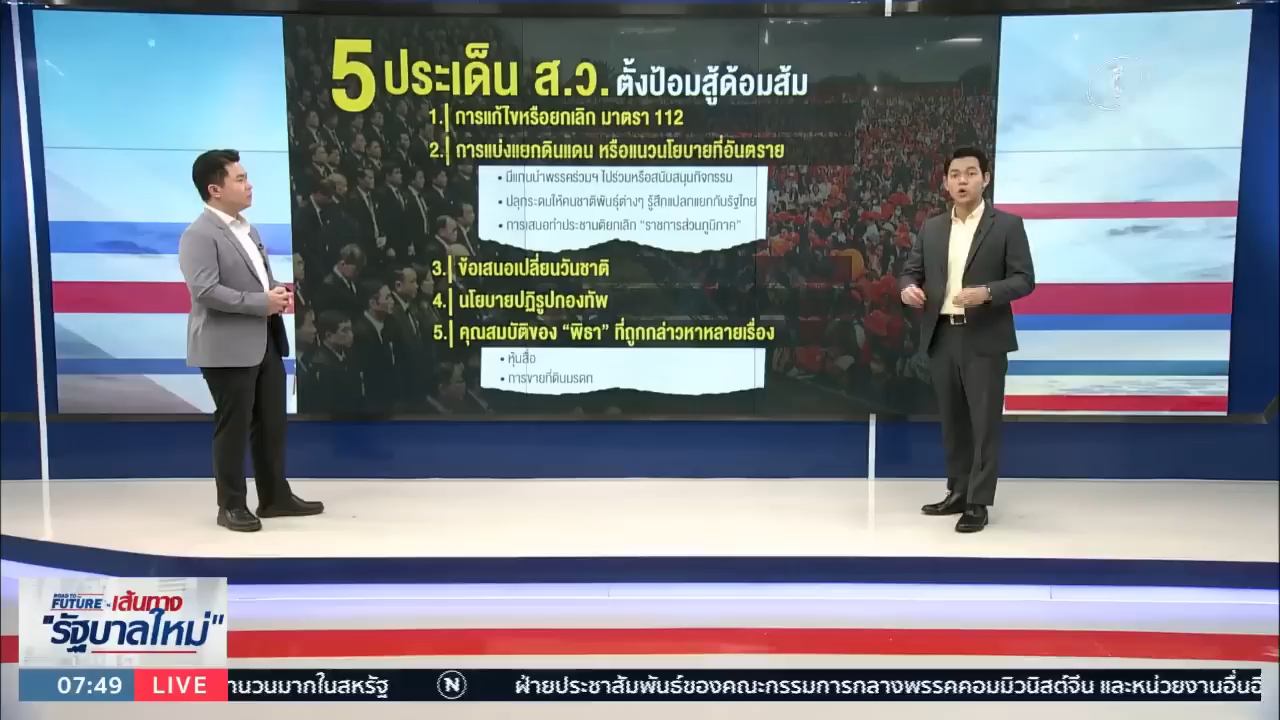 5 ประเด็น ส.ว. ตั้งป้อมสู้ด้อมส้ม
1. การแก้ไขหรือยกเลิก มาตรา 112
2. การแบ่งแยกดินแดน หรือแนวนโยบายที่อันตราย
• มีแกนนำพรรคร่วมฯ ไปร่วมหรือสนับสนุนกิจกรรม
• ปลุกระดมให้คนชาติพันธุ์ต่างๆ รู้สึกแปลกแยกกับรัฐไทย
• การเสนอทำประชามติยกเลิก "ราชการส่วนภูมิภาค"
3. ข้อเสนอเปลี่ยนวันชาติ
4. นโยบายปฏิรูปกองทัพ
5. คุณสมบัติของ "พิธา" ที่ถูกกล่าวหาหลายเรื่อง
• หุ้นสื่อ
• การขายที่ดินมรดก
ROAD TO FUTURE เส้นทาง
"รัฐบาลใหม่"
07:49 LIVE านวนมากในสหรัฐ N ฝ่ายประชาสัมพันธ์ของคณะกรรมการกลางพรรคคอมมิวนิสต์จีน และหน่วยงานอื่นอี